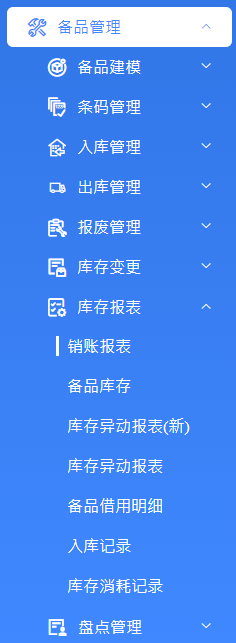 备品管理
备品建模
条码管理
入库管理
出库管理
报废管理
库存变更
库存报表
销账报表
备品库存
库存异动报表(新)
库存异动报表
备品借用明细
入库记录
库存消耗记录
盘点管理